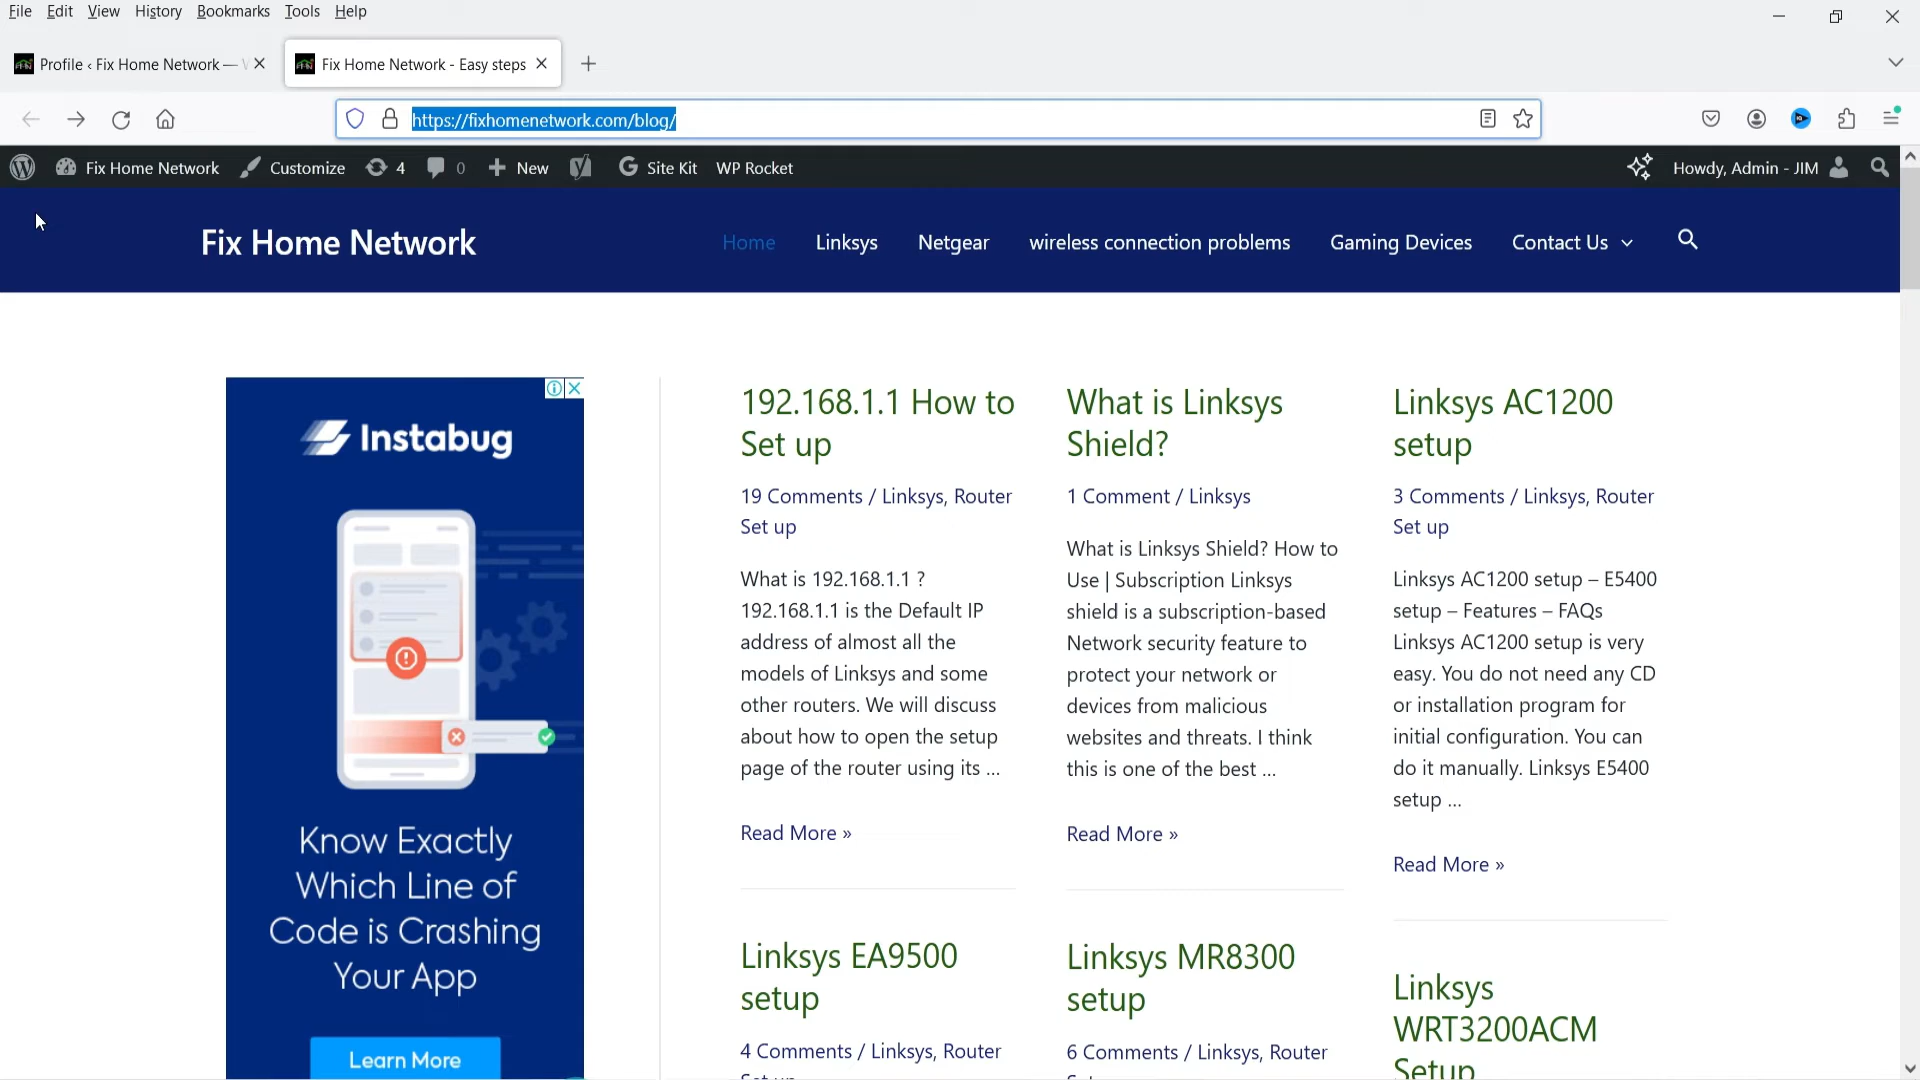 File Edit View History Bookmarks Tools Help
Profile ‹ Fix Home Network —
Fix Home Network - Easy steps
https://fixhomenetwork.com/blog/
Fix Home Network Customize 4 0 New Site Kit WP Rocket Howdy, Admin - JIM
Fix Home Network
Home Linksys Netgear wireless connection problems Gaming Devices Contact Us
Instabug
Know Exactly
Which Line of
Code is Crashing
Your App
Learn More
192.168.1.1 How to
Set up
19 Comments / Linksys, Router
Set up
What is 192.168.1.1 ?
192.168.1.1 is the Default IP
address of almost all the
models of Linksys and some
other routers. We will discuss
about how to open the setup
page of the router using its ...
Read More »
What is Linksys
Shield?
1 Comment / Linksys
What is Linksys Shield? How to
Use | Subscription Linksys
shield is a subscription-based
Network security feature to
protect your network or
devices from malicious
websites and threats. I think
this is one of the best ...
Read More »
Linksys AC1200
setup
3 Comments / Linksys, Router
Set up
Linksys AC1200 setup – E5400
setup – Features – FAQs
Linksys AC1200 setup is very
easy. You do not need any CD
or installation program for
initial configuration. You can
do it manually. Linksys E5400
setup ...
Read More »
Linksys EA9500
setup
4 Comments / Linksys, Router
Linksys MR8300
setup
6 Comments / Linksys, Router
Linksys
WRT3200ACM
Setup